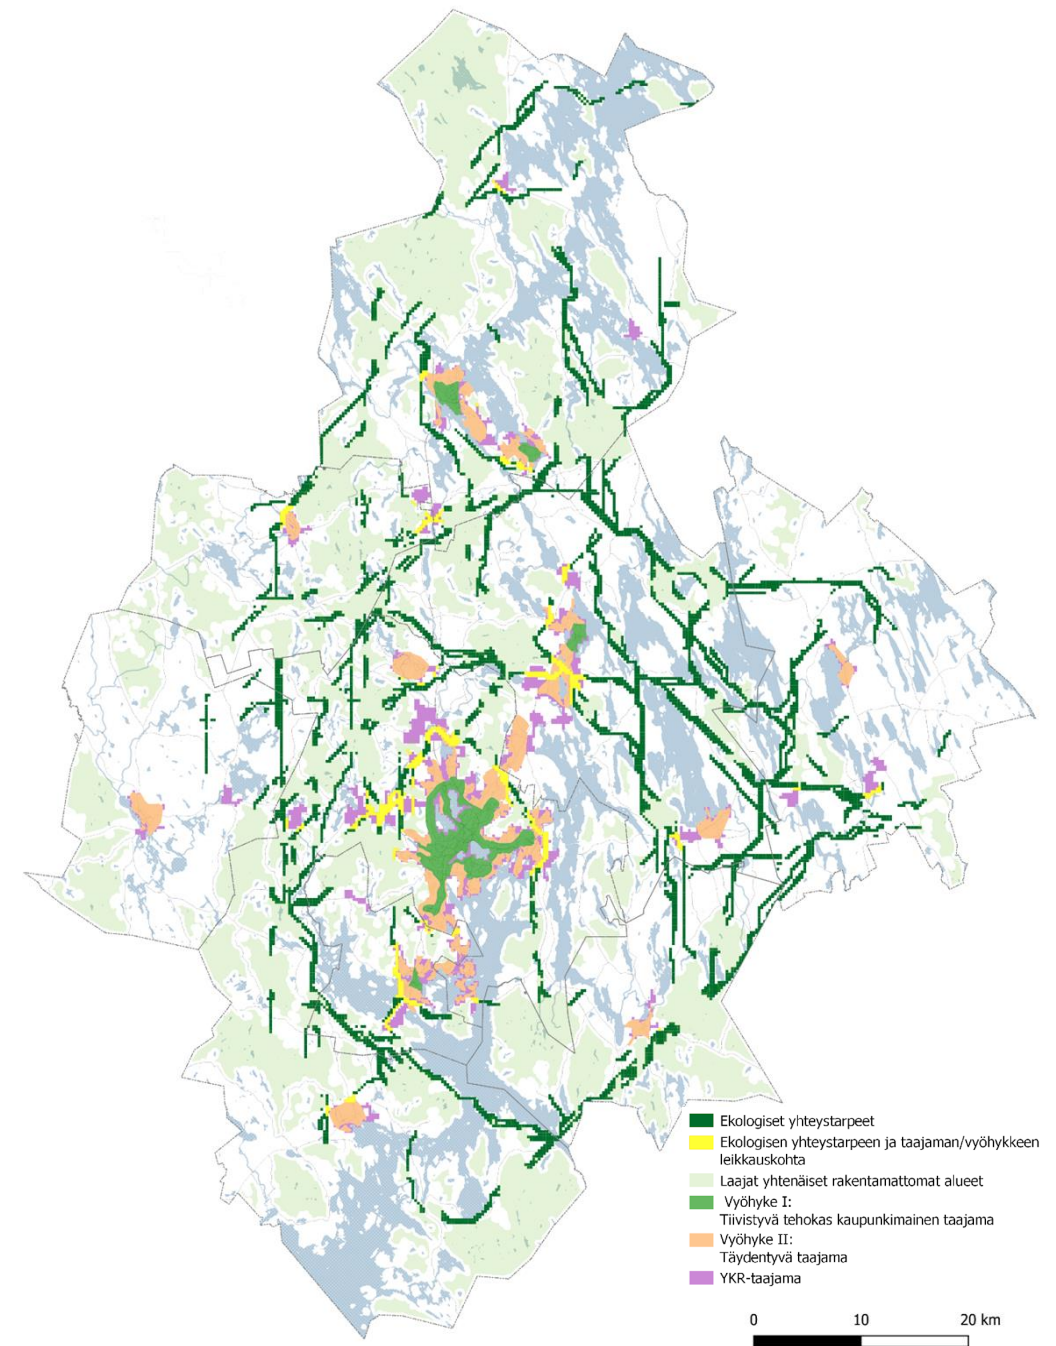 Ekologiset yhteystarpeet
Ekologisen yhteystarpeen ja taajaman/vyöhykkeen
leikkauskohta
Laajat yhtenäiset rakentamattomat alueet
Vyöhyke I:
Tiivistyvä tehokas kaupunkimainen taajama
Vyöhyke II:
Täydentyvä taajama
YKR-taajama
0 10 20 km